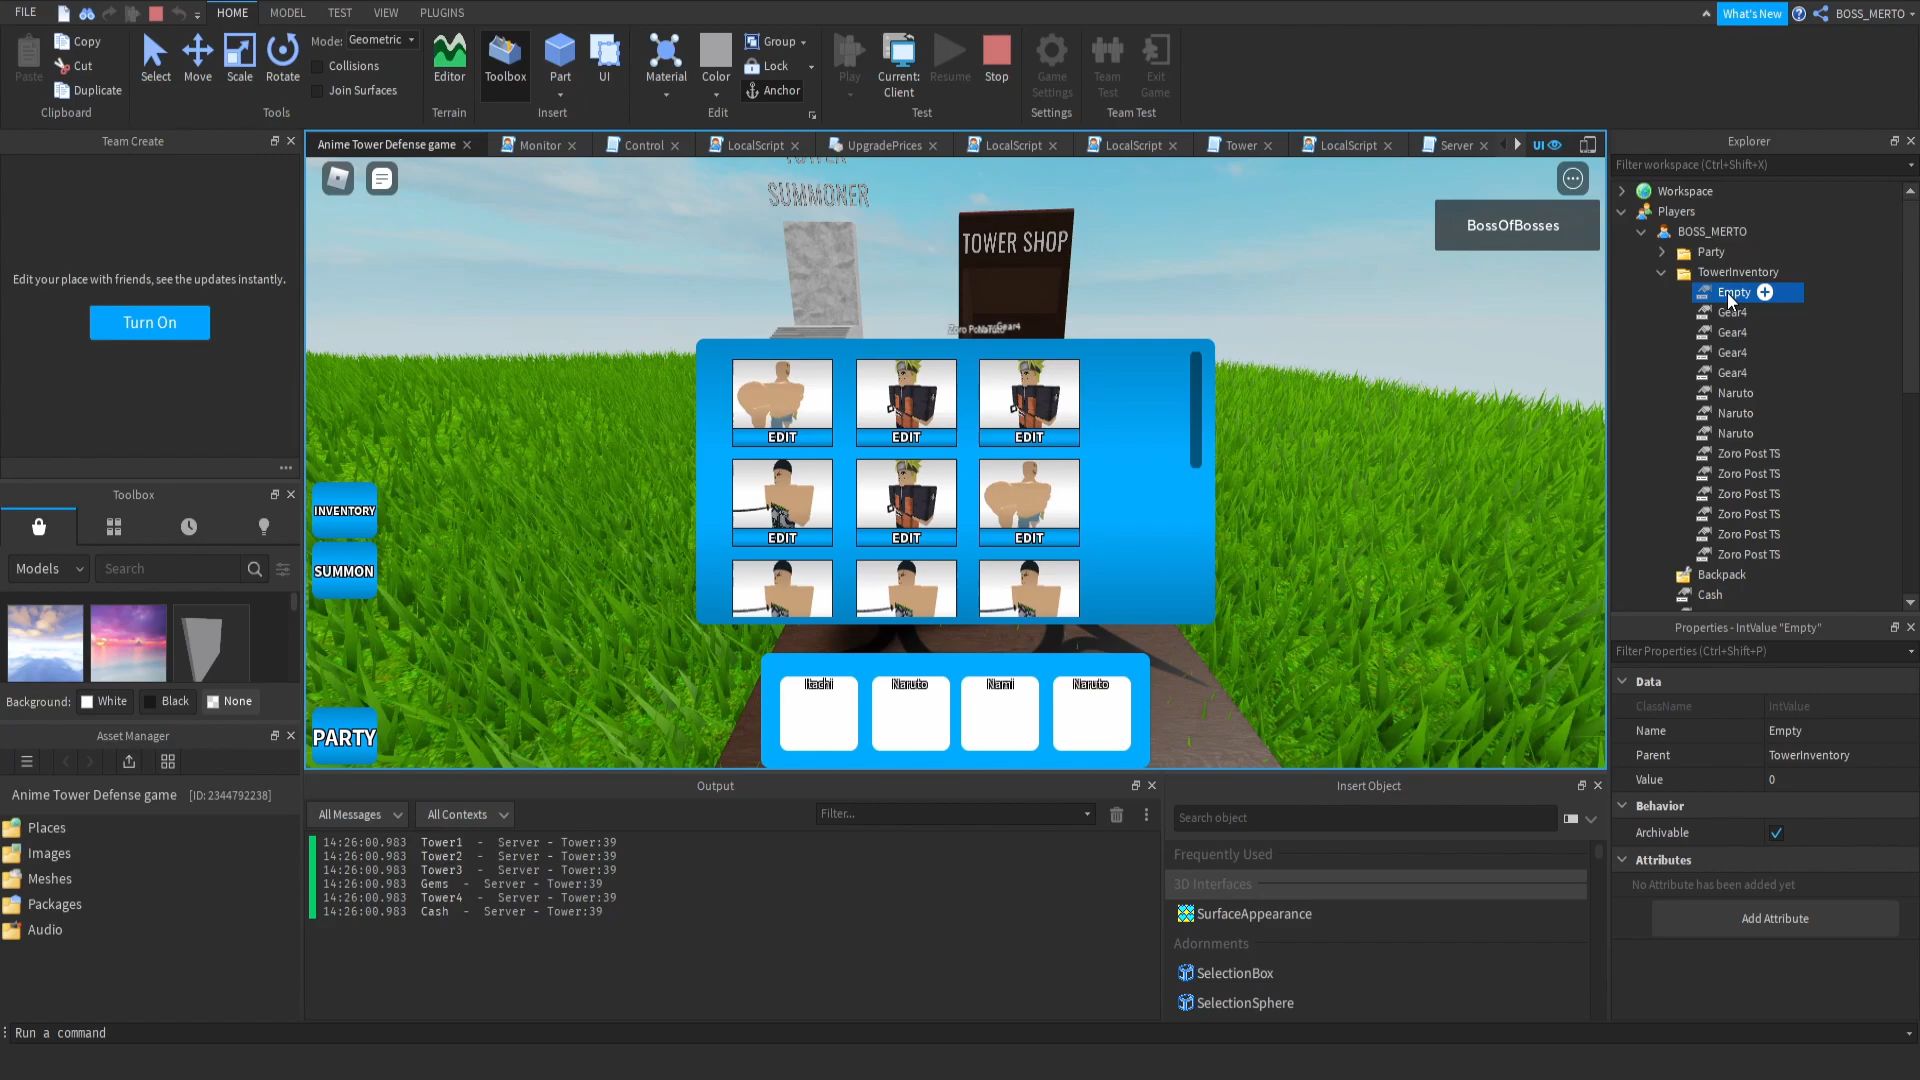 FILE
HOME
MODEL
TEST
VIEW
PLUGINS
What's New
BOSS_MERTO
Paste
Copy
Cut
Duplicate
Clipboard
Select
Move
Scale
Rotate
Mode: Geometric
Collisions
Join Surfaces
Tools
Editor
Terrain
Toolbox
Part
UI
Insert
Material
Color
Group
Lock
Anchor
Edit
Play
Current:
Client
Resume
Stop
Test
Game
Settings
Settings
Team
Test
Exit
Game
Team Test
Team Create
Edit your place with friends, see the updates instantly.
Turn On
Toolbox
Models
Search
Background: White Black None
Asset Manager
Anime Tower Defense game [ID:2344792238]
Places
Images
Meshes
Packages
Audio
Anime Tower Defense game
Monitor
Control
LocalScript
UpgradePrices
LocalScript
LocalScript
Tower
LocalScript
Server
UI
TOWER
SUMMONER
TOWER SHOP
BossOfBosses
EDIT
EDIT
EDIT
EDIT
EDIT
EDIT
INVENTORY
SUMMON
PARTY
Itachi
Naruto
Nami
Naruto
Output
All Messages
All Contexts
Filter...
14:26:00.983 Tower1 - Server - Tower:39
14:26:00.983 Tower2 - Server - Tower:39
14:26:00.983 Tower3 - Server - Tower:39
14:26:00.983 Gems - Server - Tower:39
14:26:00.983 Tower4 - Server - Tower:39
14:26:00.983 Cash - Server - Tower:39
Insert Object
Search object
Frequently Used
3D Interfaces
SurfaceAppearance
Adornments
SelectionBox
SelectionSphere
Explorer
Filter workspace (Ctrl+Shift+X)
Workspace
Players
BOSS_MERTO
Party
TowerInventory
Empty
Gear4
Gear4
Gear4
Gear4
Naruto
Naruto
Naruto
Zoro Post TS
Zoro Post TS
Zoro Post TS
Zoro Post TS
Zoro Post TS
Zoro Post TS
Backpack
Cash
Properties - IntValue "Empty"
Filter Properties (Ctrl+Shift+P)
Data
ClassName IntValue
Name Empty
Parent TowerInventory
Value 0
Behavior
Archivable
Attributes
No Attribute has been added yet
Add Attribute
Run a command